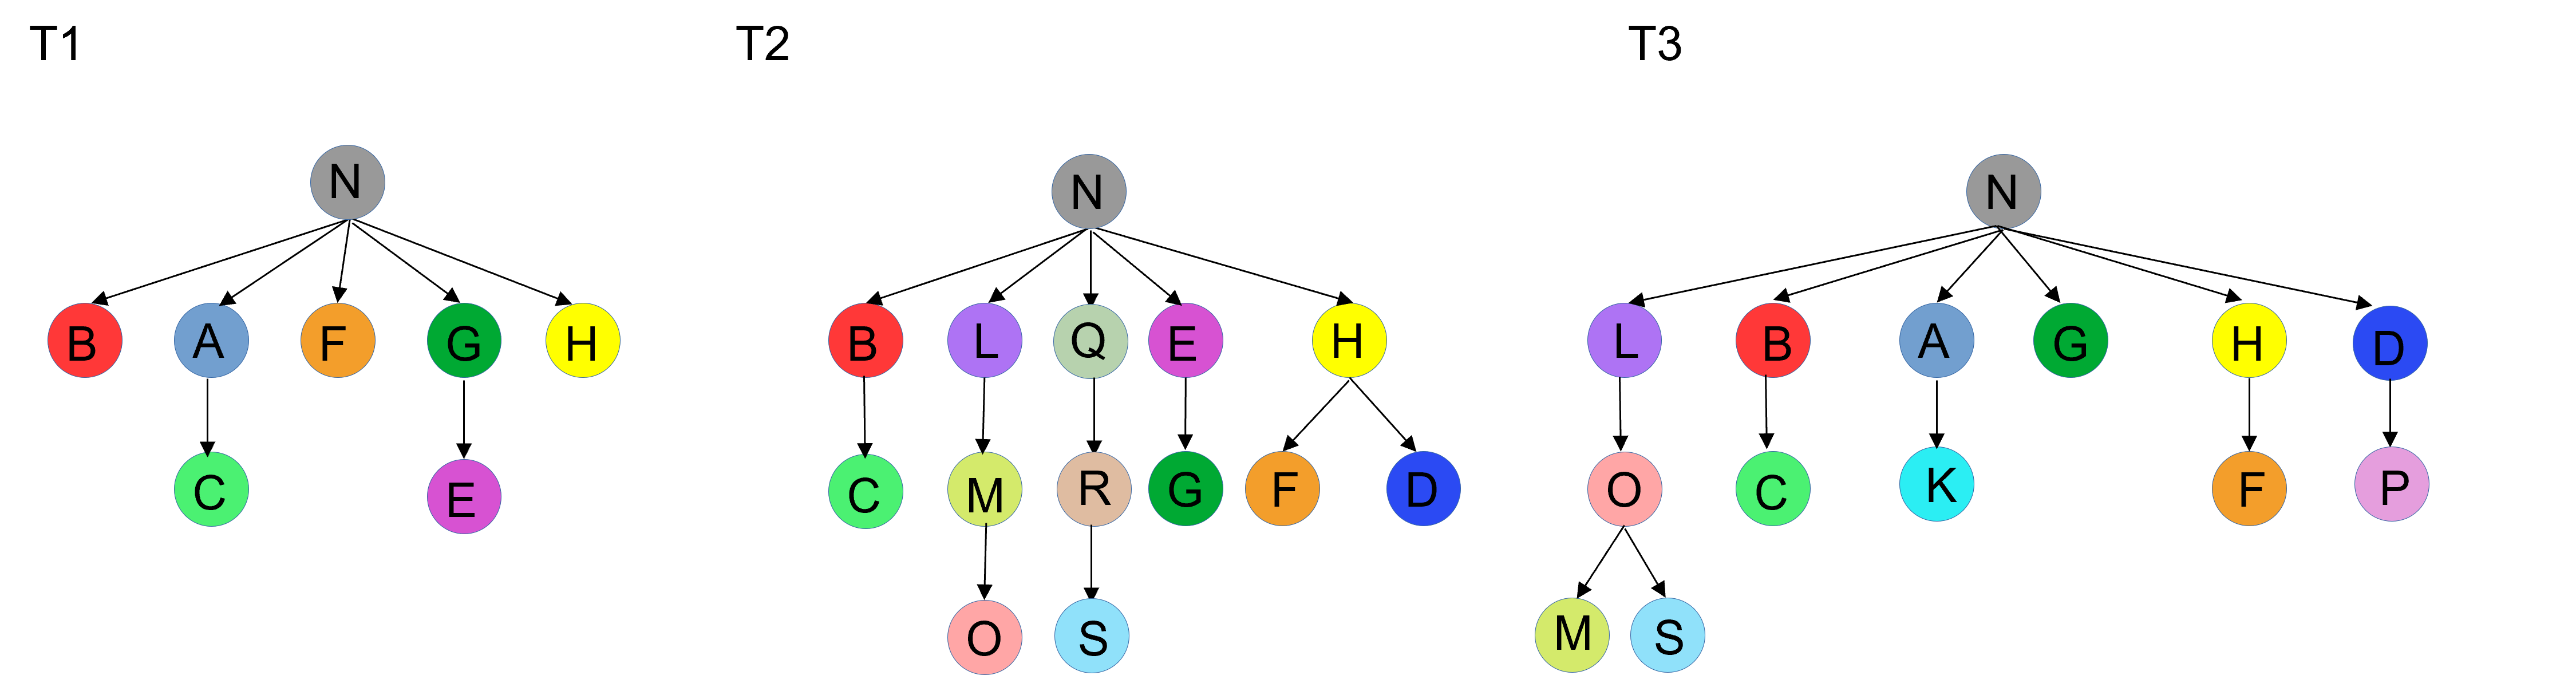 T1 T2 T3
N N N
B A F G H B L Q E H L B A G H D
C E C M R G F D O C K F P
O S M S